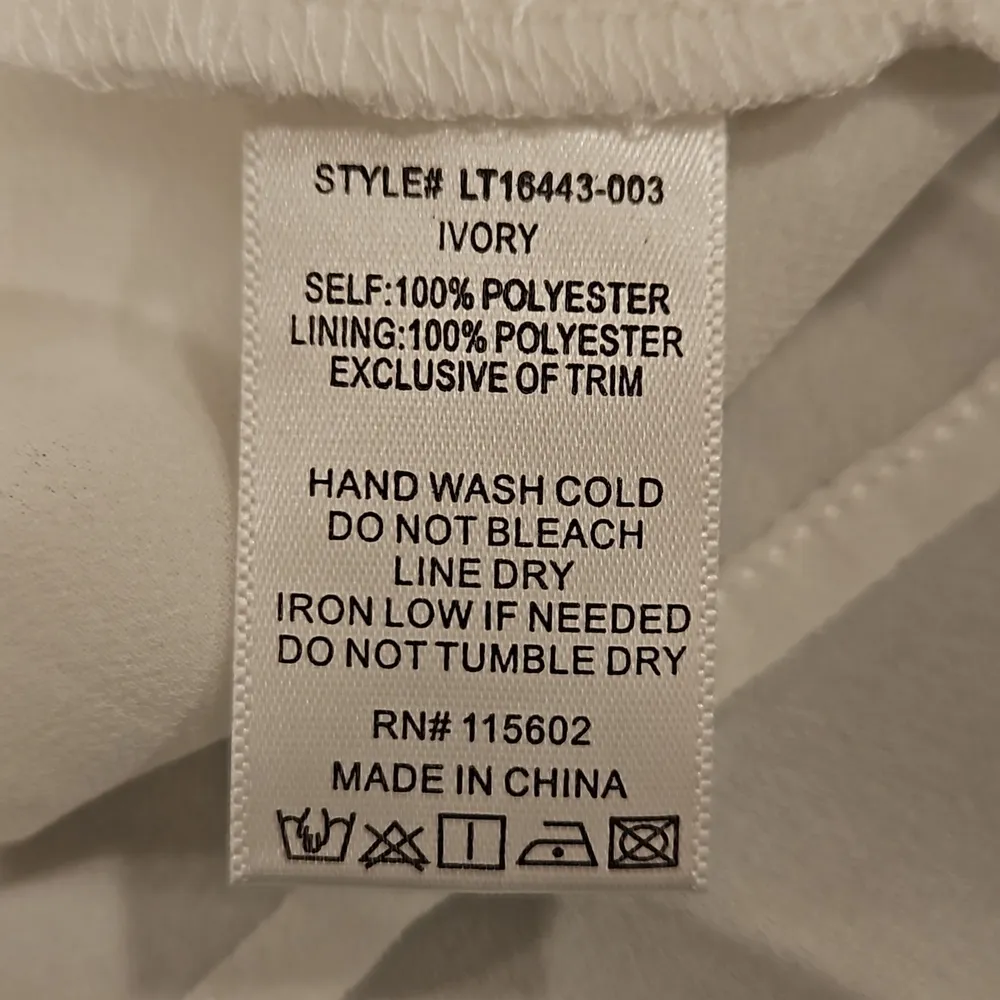 STYLE# LT16443-003
IVORY
SELF:100% POLYESTER
LINING:100% POLYESTER
EXCLUSIVE OF TRIM
HAND WASH COLD
DO NOT BLEACH
LINE DRY
IRON LOW IF NEEDED
DO NOT TUMBLE DRY
RN# 115602
MADE IN CHINA